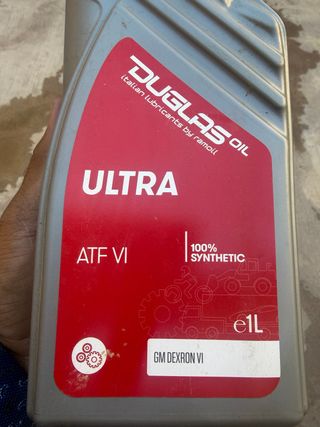 DUGLAS OIL
italian lubricants by ramoil
ULTRA
ATF VI
100%
SYNTHETIC
e1L
GM DEXRON VI